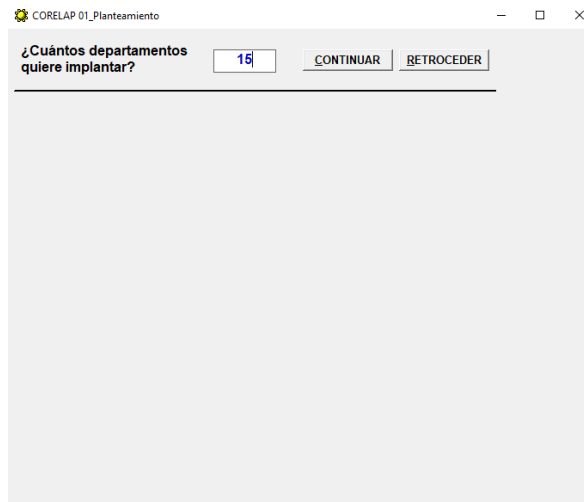 CORELAP 01_Planteamiento
¿Cuántos departamentos
quiere implantar?
15
CONTINUAR
RETROCEDER